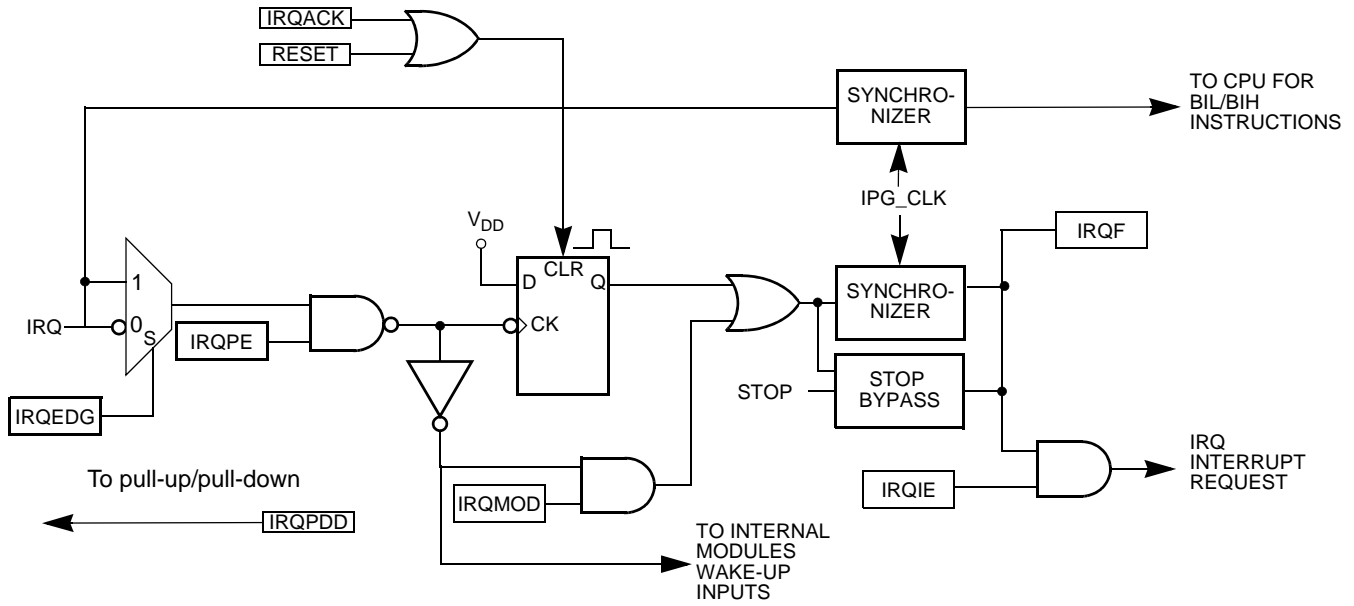 IRQACK
RESET
SYNCHRO-
NIZER
TO CPU FOR
BIL/BIH
INSTRUCTIONS
IPG_CLK
VDD
IRQF
CLR
D
Q
1
SYNCHRO-
NIZER
IRQ
0
S
CK
IRQPE
STOP
STOP
BYPASS
IRQEDG
IRQ
INTERRUPT
REQUEST
To pull-up/pull-down
IRQIE
IRQMOD
IRQPDD
TO INTERNAL
MODULES
WAKE-UP
INPUTS